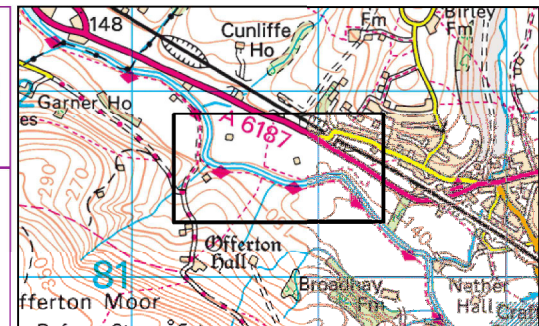 148
Cunliffe
Ho
Fm
Birley
Fm
Garner Ho
es
A 6187
290
270
Offerton
Hall
81
fferton Moor
Broadhay
Fm
140
Nether
Hall